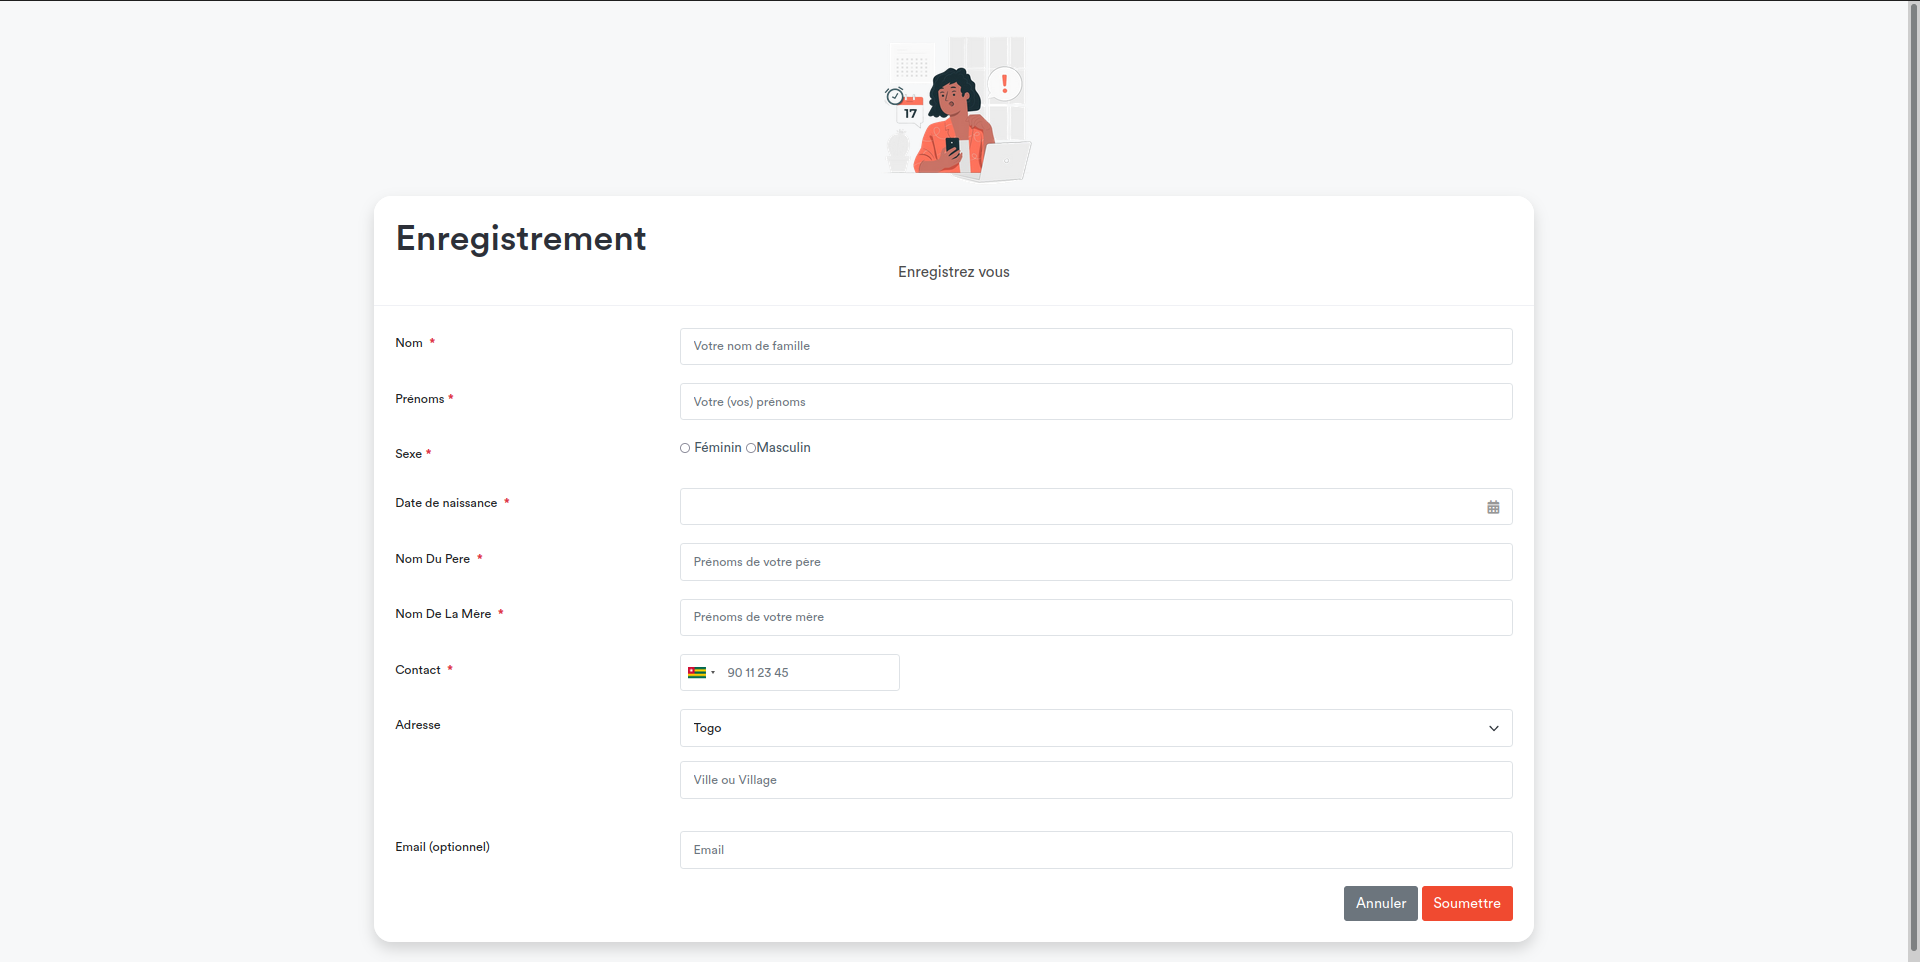 17
!
Enregistrement
Enregistrez vous
Nom *
Votre nom de famille
Prénoms *
Votre (vos) prénoms
Sexe *
Féminin Masculin
Date de naissance *
Nom Du Pere *
Prénoms de votre père
Nom De La Mère *
Prénoms de votre mère
Contact *
90 11 23 45
Adresse
Togo
Ville ou Village
Email (optionnel)
Email
Annuler
Soumettre